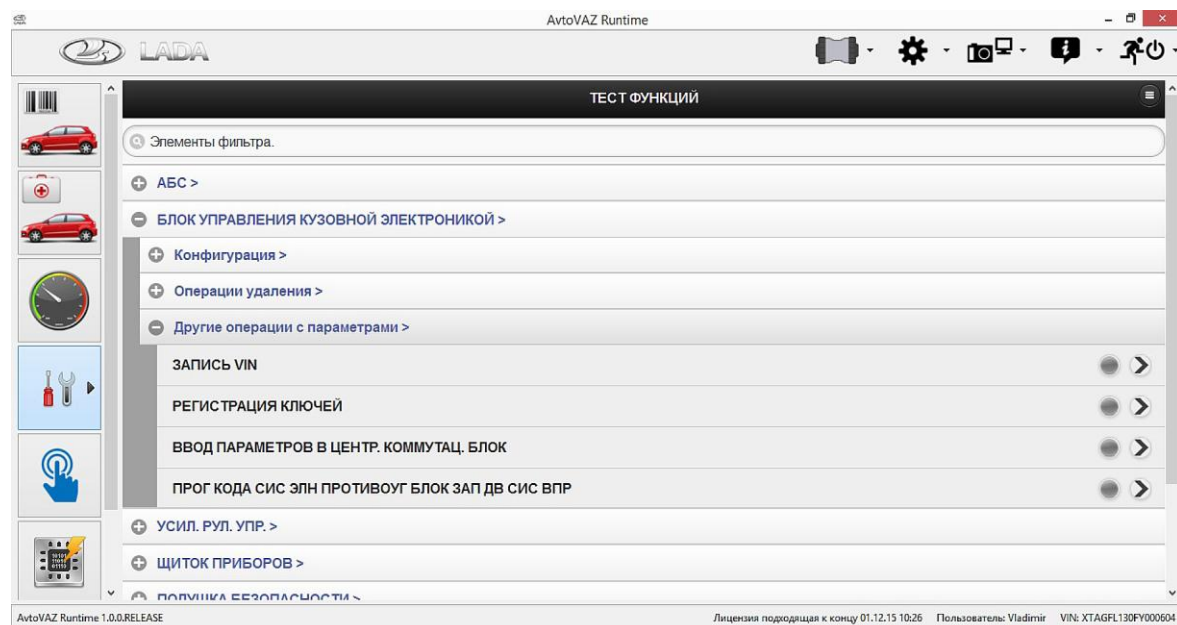 AvtoVAZ Runtime
LADA
ТЕСТ ФУНКЦИЙ
Элементы фильтра.
АБС >
БЛОК УПРАВЛЕНИЯ КУЗОВНОЙ ЭЛЕКТРОНИКОЙ >
Конфигурация >
Операции удаления >
Другие операции с параметрами >
ЗАПИСЬ VIN
РЕГИСТРАЦИЯ КЛЮЧЕЙ
ВВОД ПАРАМЕТРОВ В ЦЕНТР. КОММУТАЦ. БЛОК
ПРОГ КОДА СИС ЭЛН ПРОТИВОУГ БЛОК ЗАП ДВ СИС ВПР
УСИЛ. РУЛ. УПР. >
ЩИТОК ПРИБОРОВ >
ПОДУШКА БЕЗОПАСНОСТИ >
AvtoVAZ Runtime 1.0.0.RELEASE Лицензия подходящая к концу 01.12.15 10:26 Пользователь: Vladimir VIN: XTAGFL130FY000604